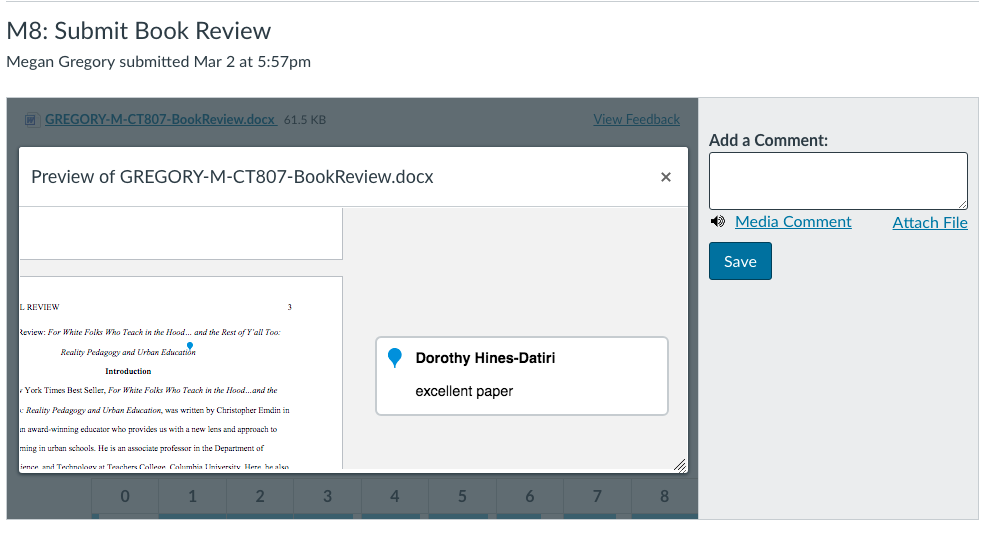 M8: Submit Book Review
Megan Gregory submitted Mar 2 at 5:57pm
GREGORY-M-CT807-BookReview.docx 61.5 KB
View Feedback
Preview of GREGORY-M-CT807-BookReview.docx
×
L REVIEW 3
Review: For White Folks Who Teach in the Hood... and the Rest of Y'all Too:
Reality Pedagogy and Urban Education
Introduction
York Times Best Seller, For White Folks Who Teach in the Hood...and the
: Reality Pedagogy and Urban Education, was written by Christopher Emdin in
an award-winning educator who provides us with a new lens and approach to
ming in urban schools. He is an associate professor in the Department of
ience, and Technology at Teachers College, Columbia University. Here, he also
Dorothy Hines-Datiri
excellent paper
0 1 2 3 4 5 6 7 8
Add a Comment:
Media Comment
Attach File
Save